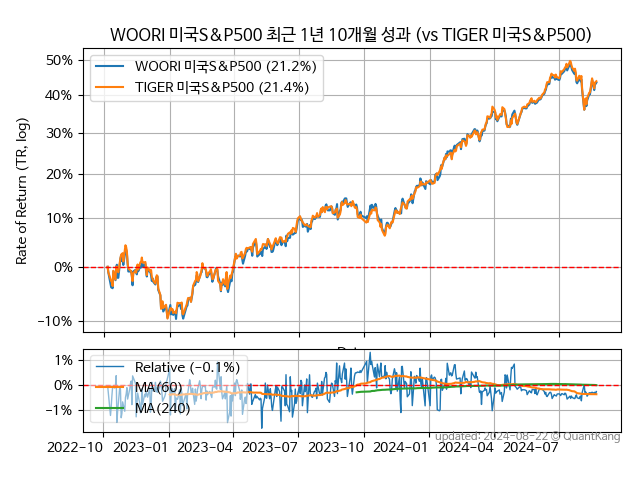 WOORI 미국S&P500 최근 1년 10개월 성과 (vs TIGER 미국S&P500)
WOORI 미국S&P500 (21.2%)
TIGER 미국S&P500 (21.4%)
Rate of Return (TR, log)
50%
40%
30%
20%
10%
0%
−10%
Relative (−0.1%)
MA(60)
MA(240)
1%
0%
−1%
2022-10 2023-01 2023-04 2023-07 2023-10 2024-01 2024-04 2024-07
updated: 2024-08-22 © QuantKang